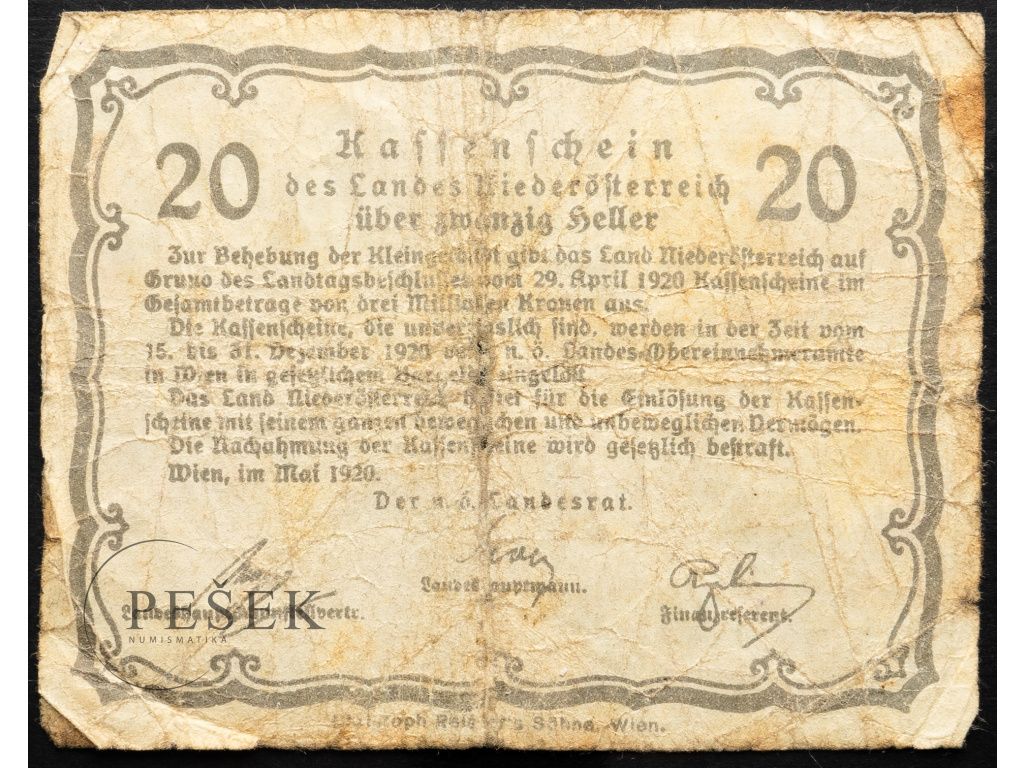 20 Kassenschein 20
des Landes Niederösterreich
über zwanzig Heller
Zur Behebung der Kleingeldnot gibt das Land Niederösterreich auf
Grund des Landtagsbeschlusses vom 29. April 1920 Kassenscheine im
Gesamtbetrage von drei Millionen Kronen aus.
Die Kassenscheine, die unverzinslich sind, werden in der Zeit vom
15. bis 31. Dezember 1920 beim n. ö. Landes-Obereinnehmeramte
in Wien in gesetzlichem Bargelde eingelöst.
Das Land Niederösterreich haftet für die Einlösung der Kassen-
scheine mit seinem ganzen beweglichen und unbeweglichen Vermögen.
Die Nachahmung der Kassenscheine wird gesetzlich bestraft.
Wien, im Mai 1920.
Der n. ö. Landesrat.
Landeshauptmann.
Landeshauptmannstellvertr.
Finanzreferent.
PEŠEK
NUMISMATIKA
Christoph Reisser's Söhne, Wien.